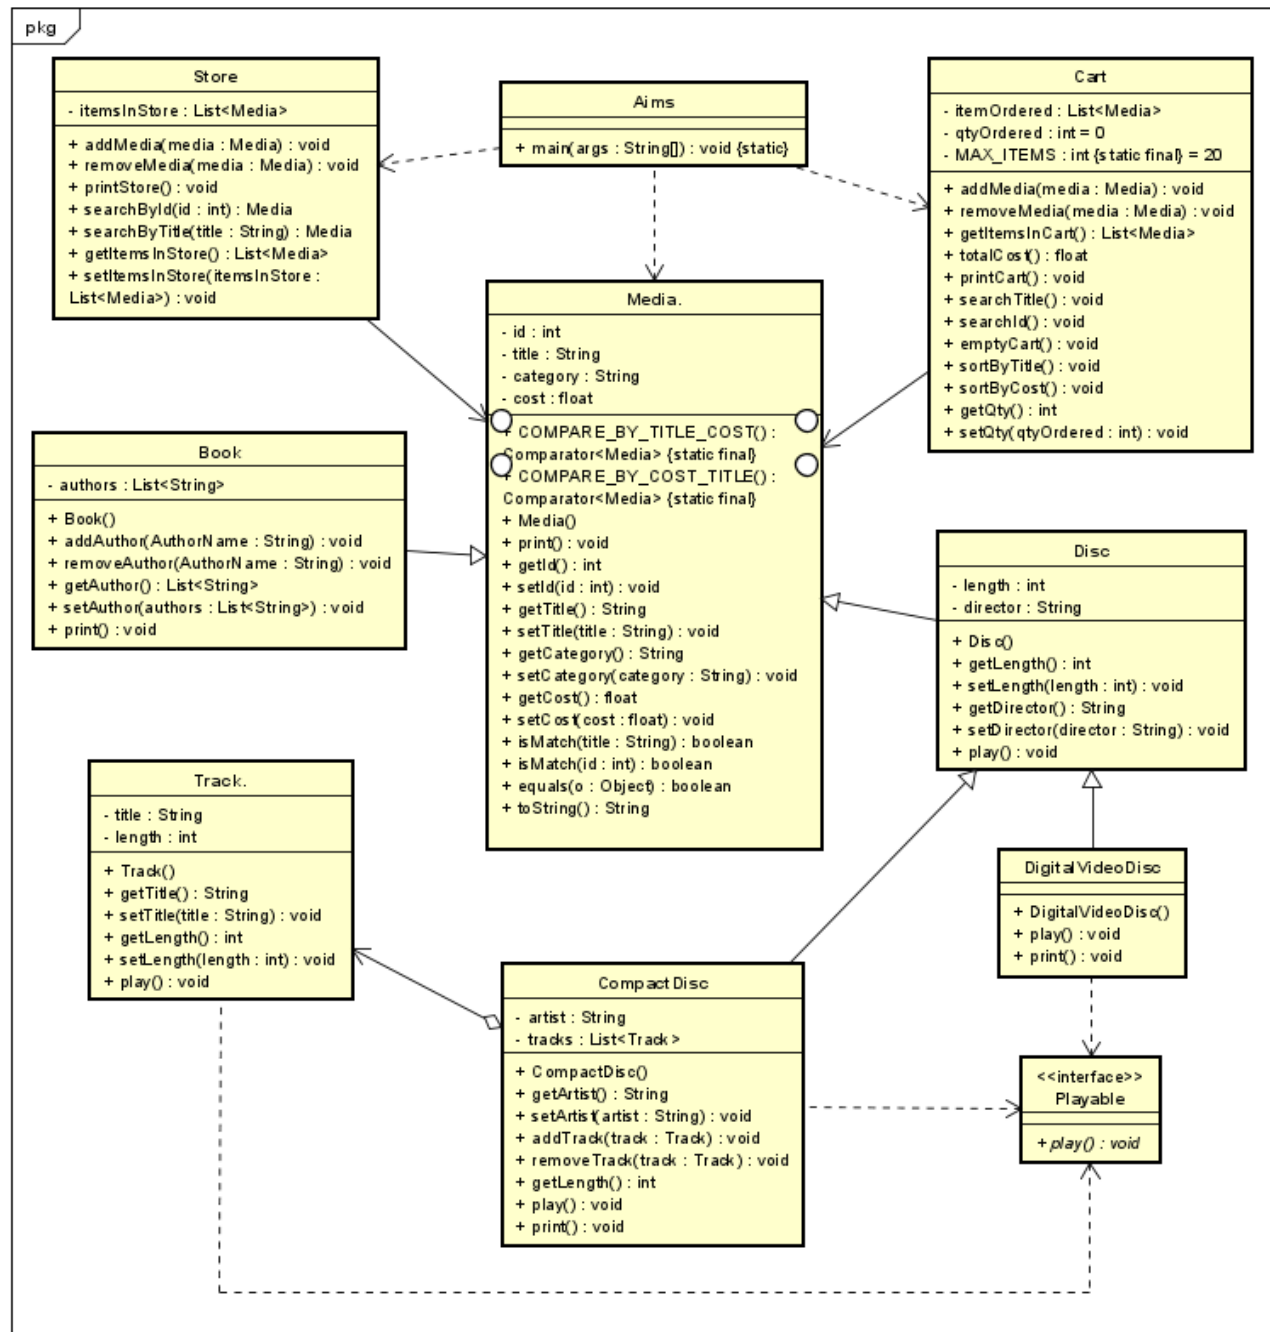 pkg
Store
- itemsInStore : List<Media>
+ addMedia(media : Media) : void
+ removeMedia(media : Media) : void
+ printStore() : void
+ searchById(id : int) : Media
+ searchByTitle(title : String) : Media
+ getItemsInStore() : List<Media>
+ setItemsInStore(itemsInStore :
List<Media>) : void
Aims
+ main(args : String[]) : void {static}
Cart
- itemOrdered : List<Media>
- qtyOrdered : int = 0
- MAX_ITEMS : int {static final} = 20
+ addMedia(media : Media) : void
+ removeMedia(media : Media) : void
+ getItemsInCart() : List<Media>
+ totalCost() : float
+ printCart() : void
+ searchTitle() : void
+ searchId() : void
+ emptyCart() : void
+ sortByTitle() : void
+ sortByCost() : void
+ getQty() : int
+ setQty(qtyOrdered : int) : void
Media.
- id : int
- title : String
- category : String
- cost : float
+ COMPARE_BY_TITLE_COST() :
Comparator<Media> {static final}
+ COMPARE_BY_COST_TITLE() :
Comparator<Media> {static final}
+ Media()
+ print() : void
+ getId() : int
+ setId(id : int) : void
+ getTitle() : String
+ setTitle(title : String) : void
+ getCategory() : String
+ setCategory(category : String) : void
+ getCost() : float
+ setCost(cost : float) : void
+ isMatch(title : String) : boolean
+ isMatch(id : int) : boolean
+ equals(o : Object) : boolean
+ toString() : String
Book
- authors : List<String>
+ Book()
+ addAuthor(AuthorName : String) : void
+ removeAuthor(AuthorName : String) : void
+ getAuthor() : List<String>
+ setAuthor(authors : List<String>) : void
+ print() : void
Disc
- length : int
- director : String
+ Disc()
+ getLength() : int
+ setLength(length : int) : void
+ getDirector() : String
+ setDirector(director : String) : void
+ play() : void
Track.
- title : String
- length : int
+ Track()
+ getTitle() : String
+ setTitle(title : String) : void
+ getLength() : int
+ setLength(length : int) : void
+ play() : void
DigitalVideoDisc
+ DigitalVideoDisc()
+ play() : void
+ print() : void
CompactDisc
- artist : String
- tracks : List<Track>
+ CompactDisc()
+ getArtist() : String
+ setArtist(artist : String) : void
+ addTrack(track : Track) : void
+ removeTrack(track : Track) : void
+ getLength() : int
+ play() : void
+ print() : void
<<interface>>
Playable
+ play() : void